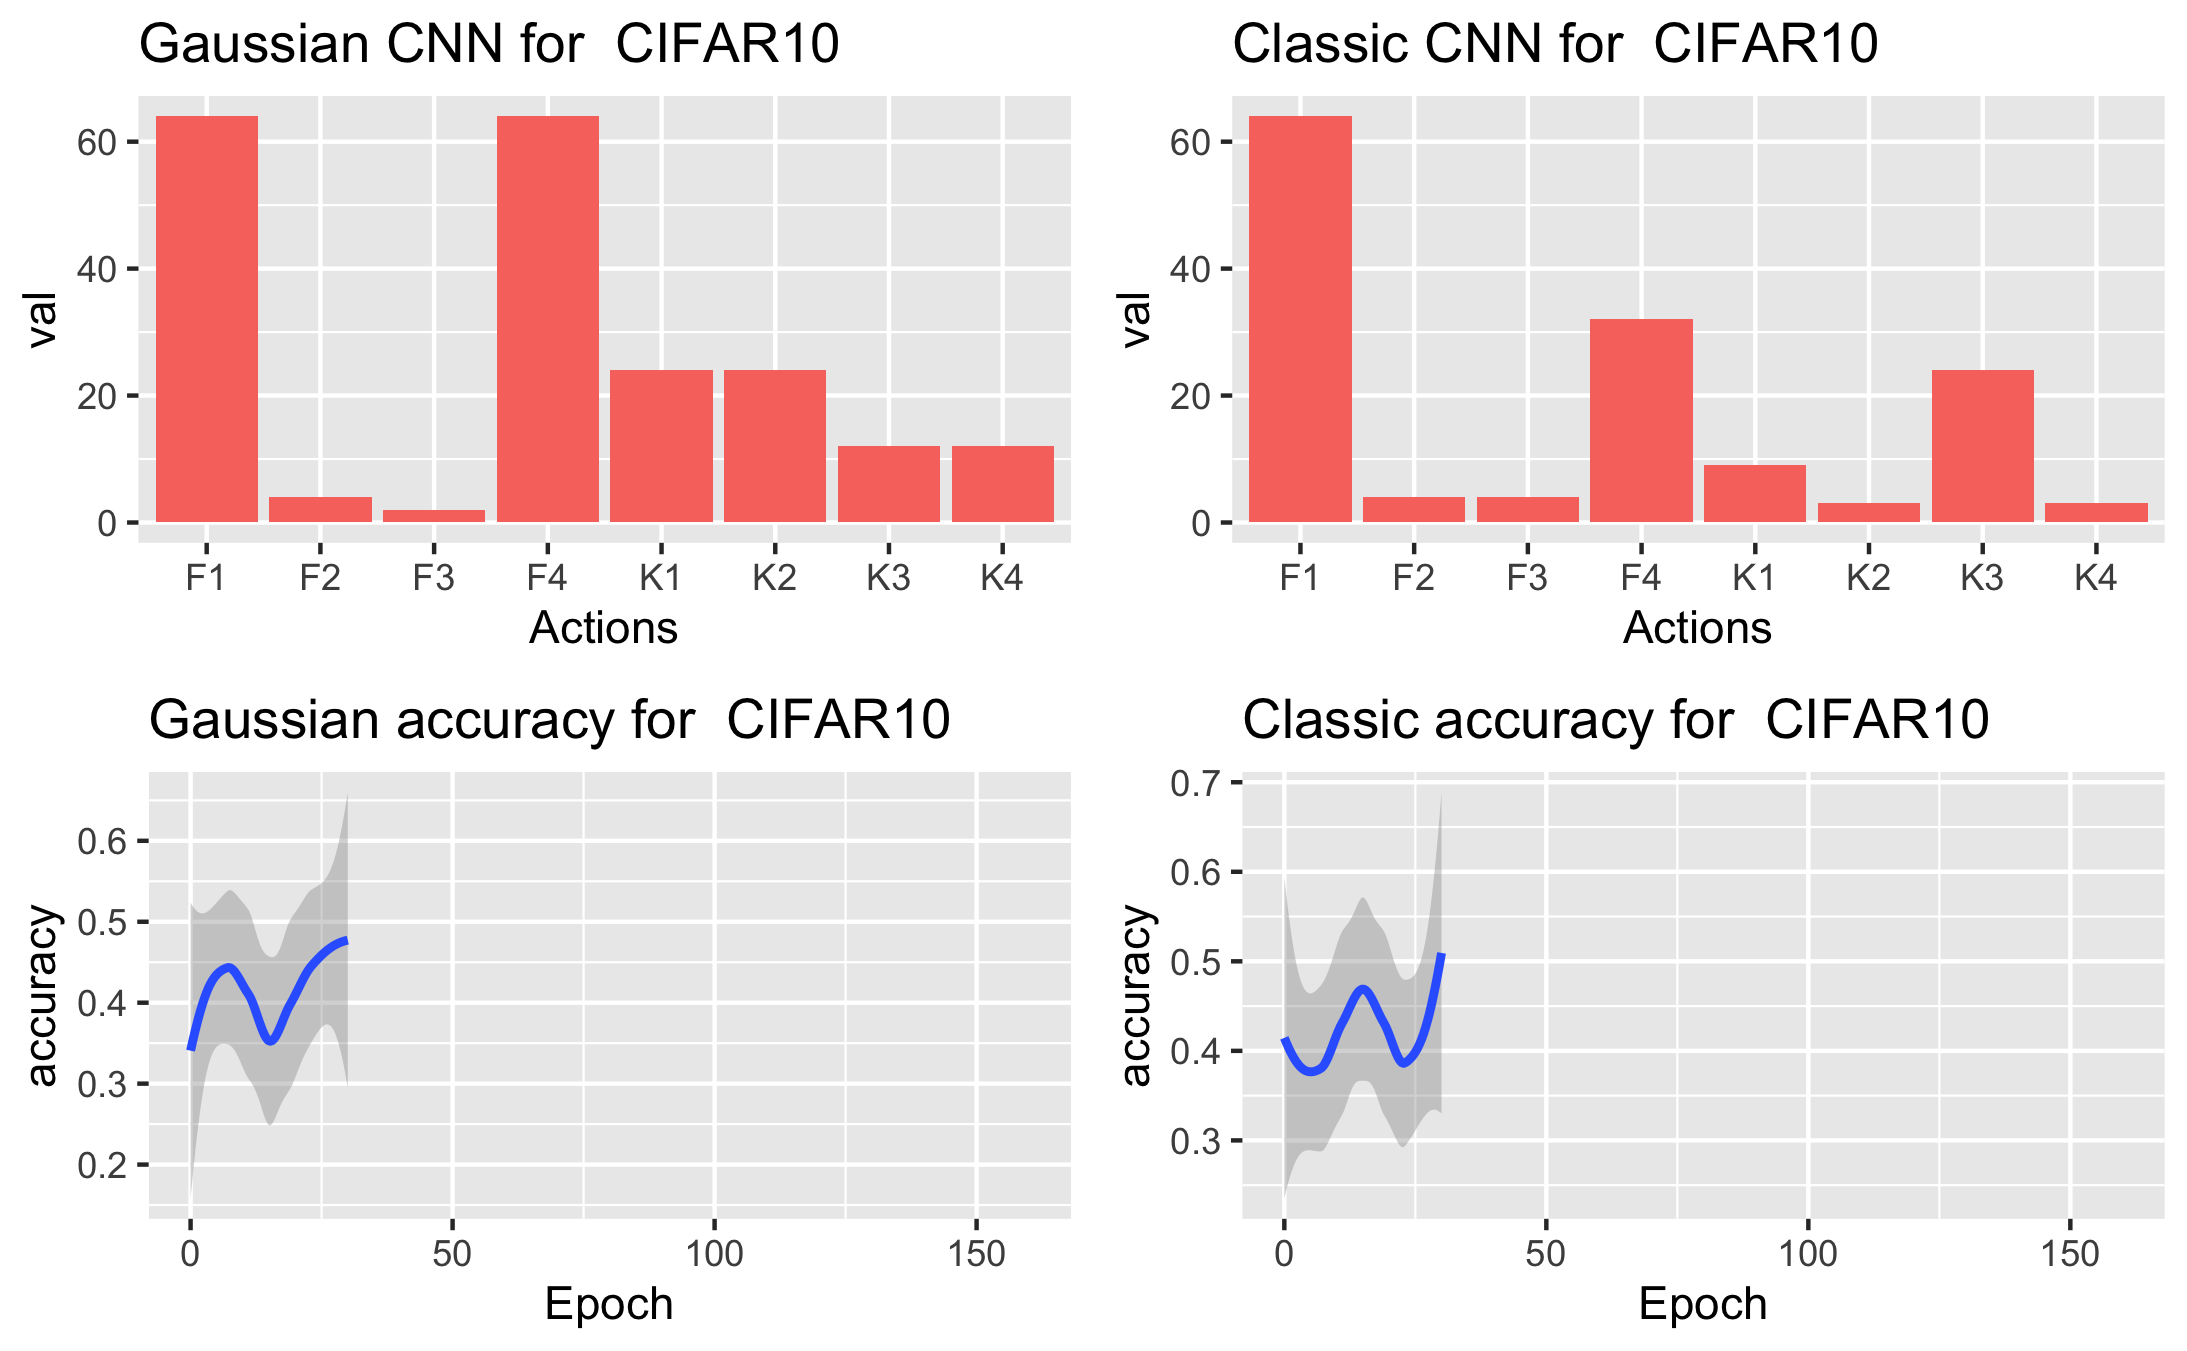 Gaussian CNN for  CIFAR10
val
60
40
20
0
F1 F2 F3 F4 K1 K2 K3 K4
Actions
Classic CNN for  CIFAR10
val
60
40
20
0
F1 F2 F3 F4 K1 K2 K3 K4
Actions
Gaussian accuracy for  CIFAR10
accuracy
0.6
0.5
0.4
0.3
0.2
0 50 100 150
Epoch
Classic accuracy for  CIFAR10
accuracy
0.7
0.6
0.5
0.4
0.3
0 50 100 150
Epoch